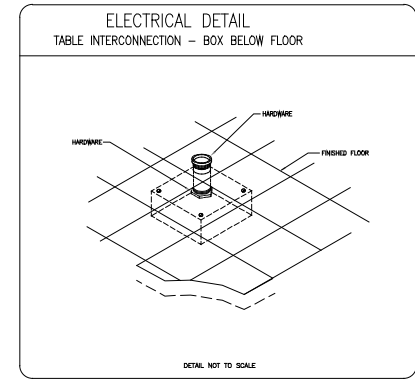 ELECTRICAL DETAIL
TABLE INTERCONNECTION - BOX BELOW FLOOR
HARDWARE
HARDWARE
FINISHED FLOOR
DETAIL NOT TO SCALE